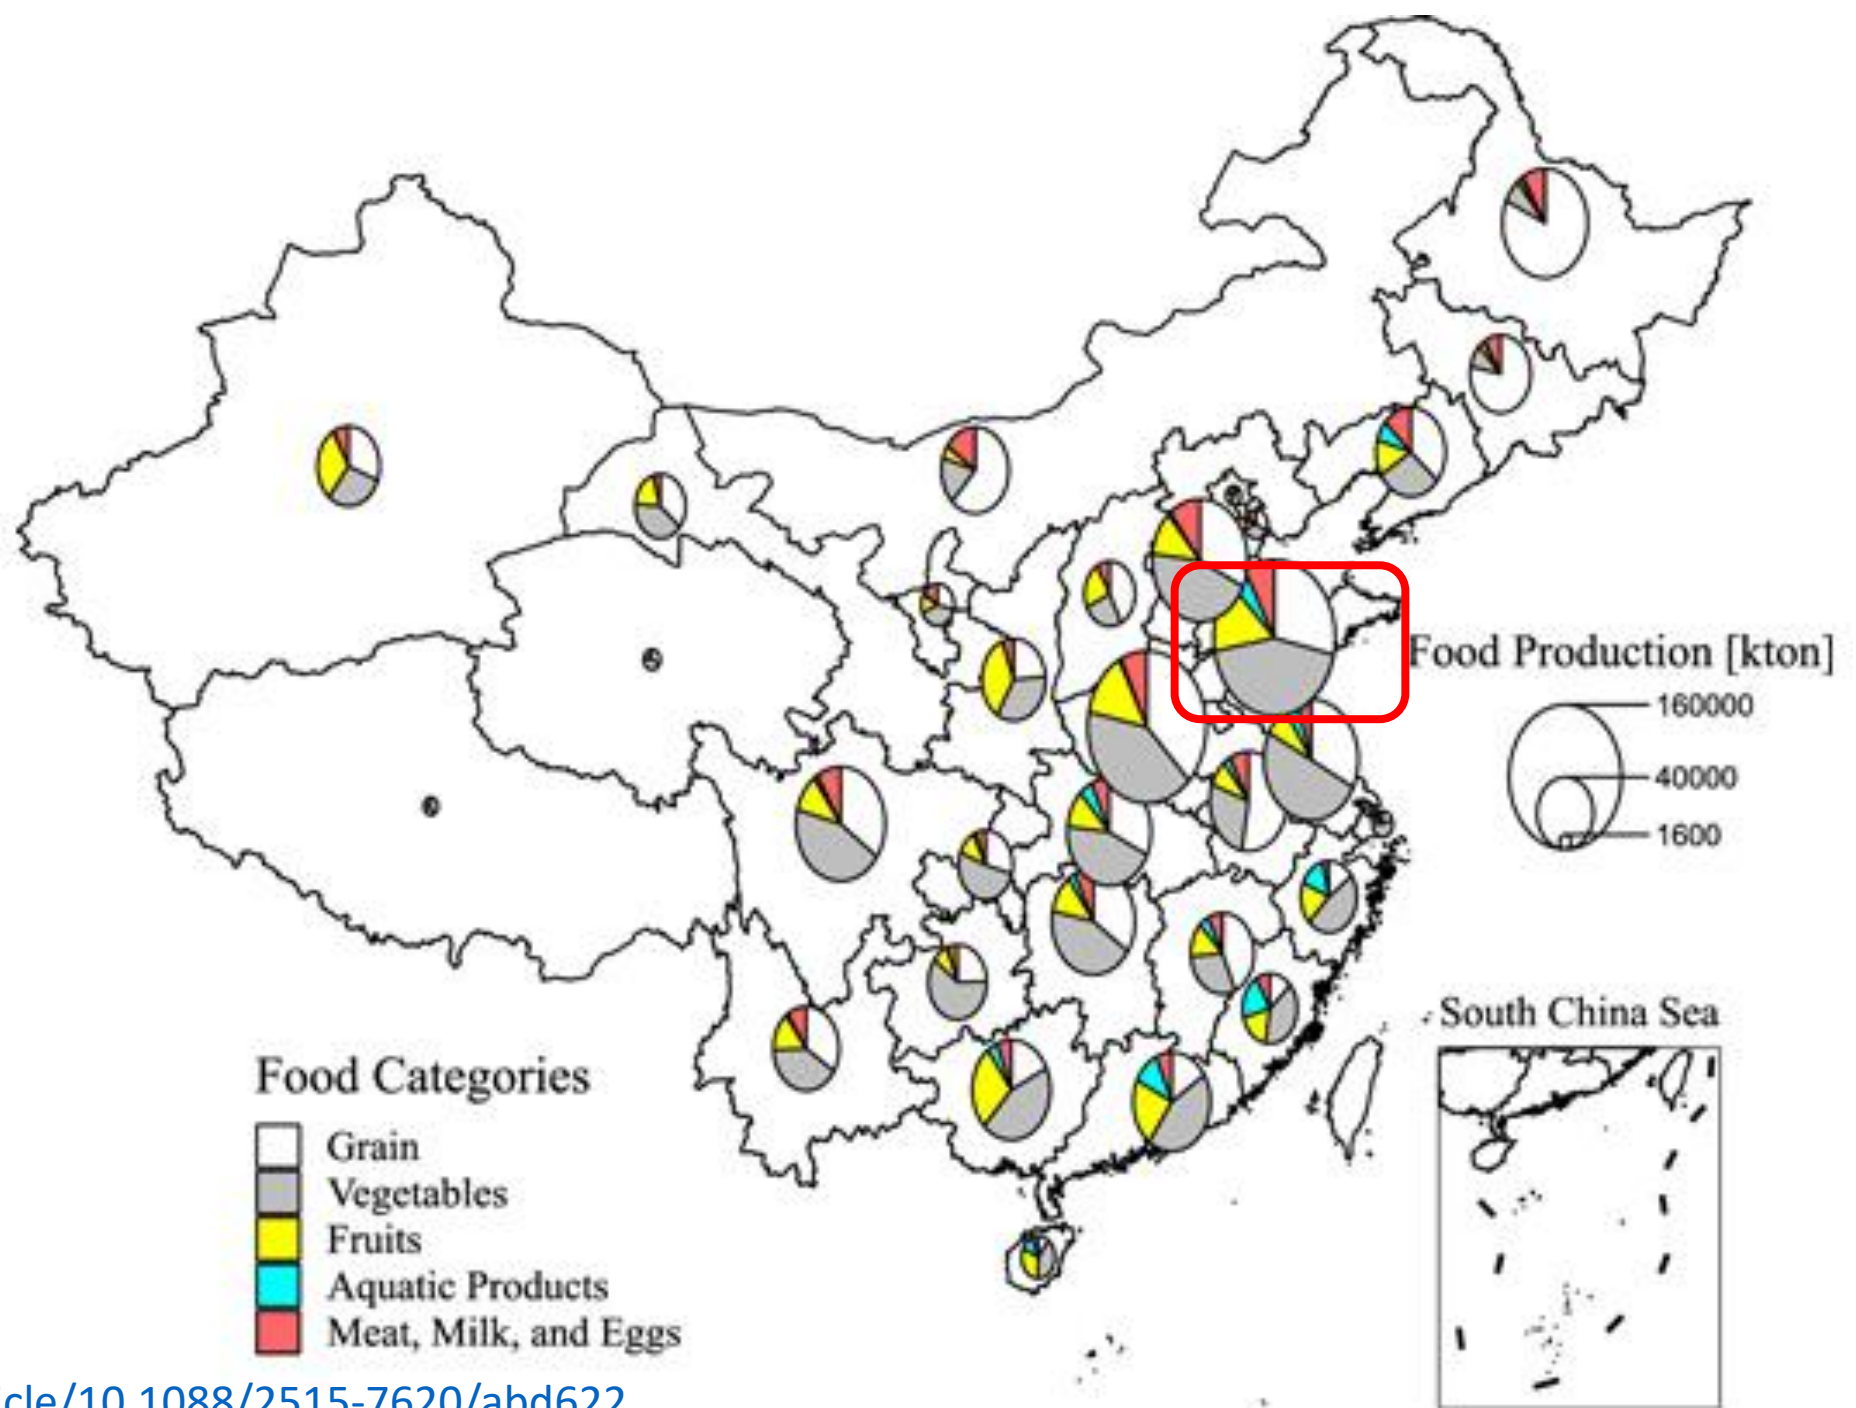 Food Production [kton]
160000
40000
1600
South China Sea
Food Categories
Grain
Vegetables
Fruits
Aquatic Products
Meat, Milk, and Eggs
cle/10.1088/2515-7620/abd622